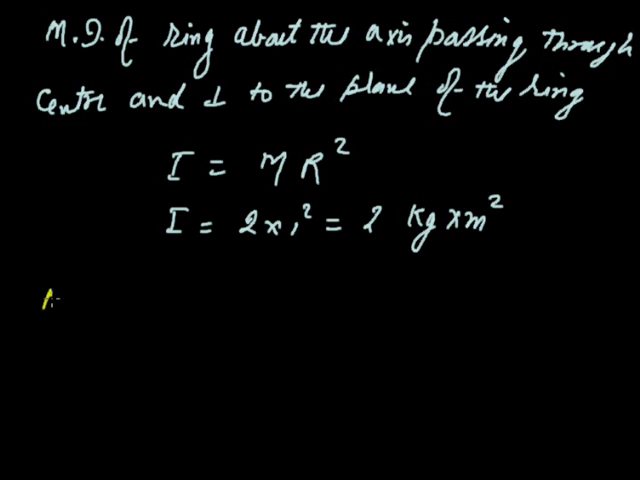 M.I. of ring about the axis passing through
Centre and ⊥ to the plane of the ring
I = M R²
I = 2 x 1² = 2 Kg x m²